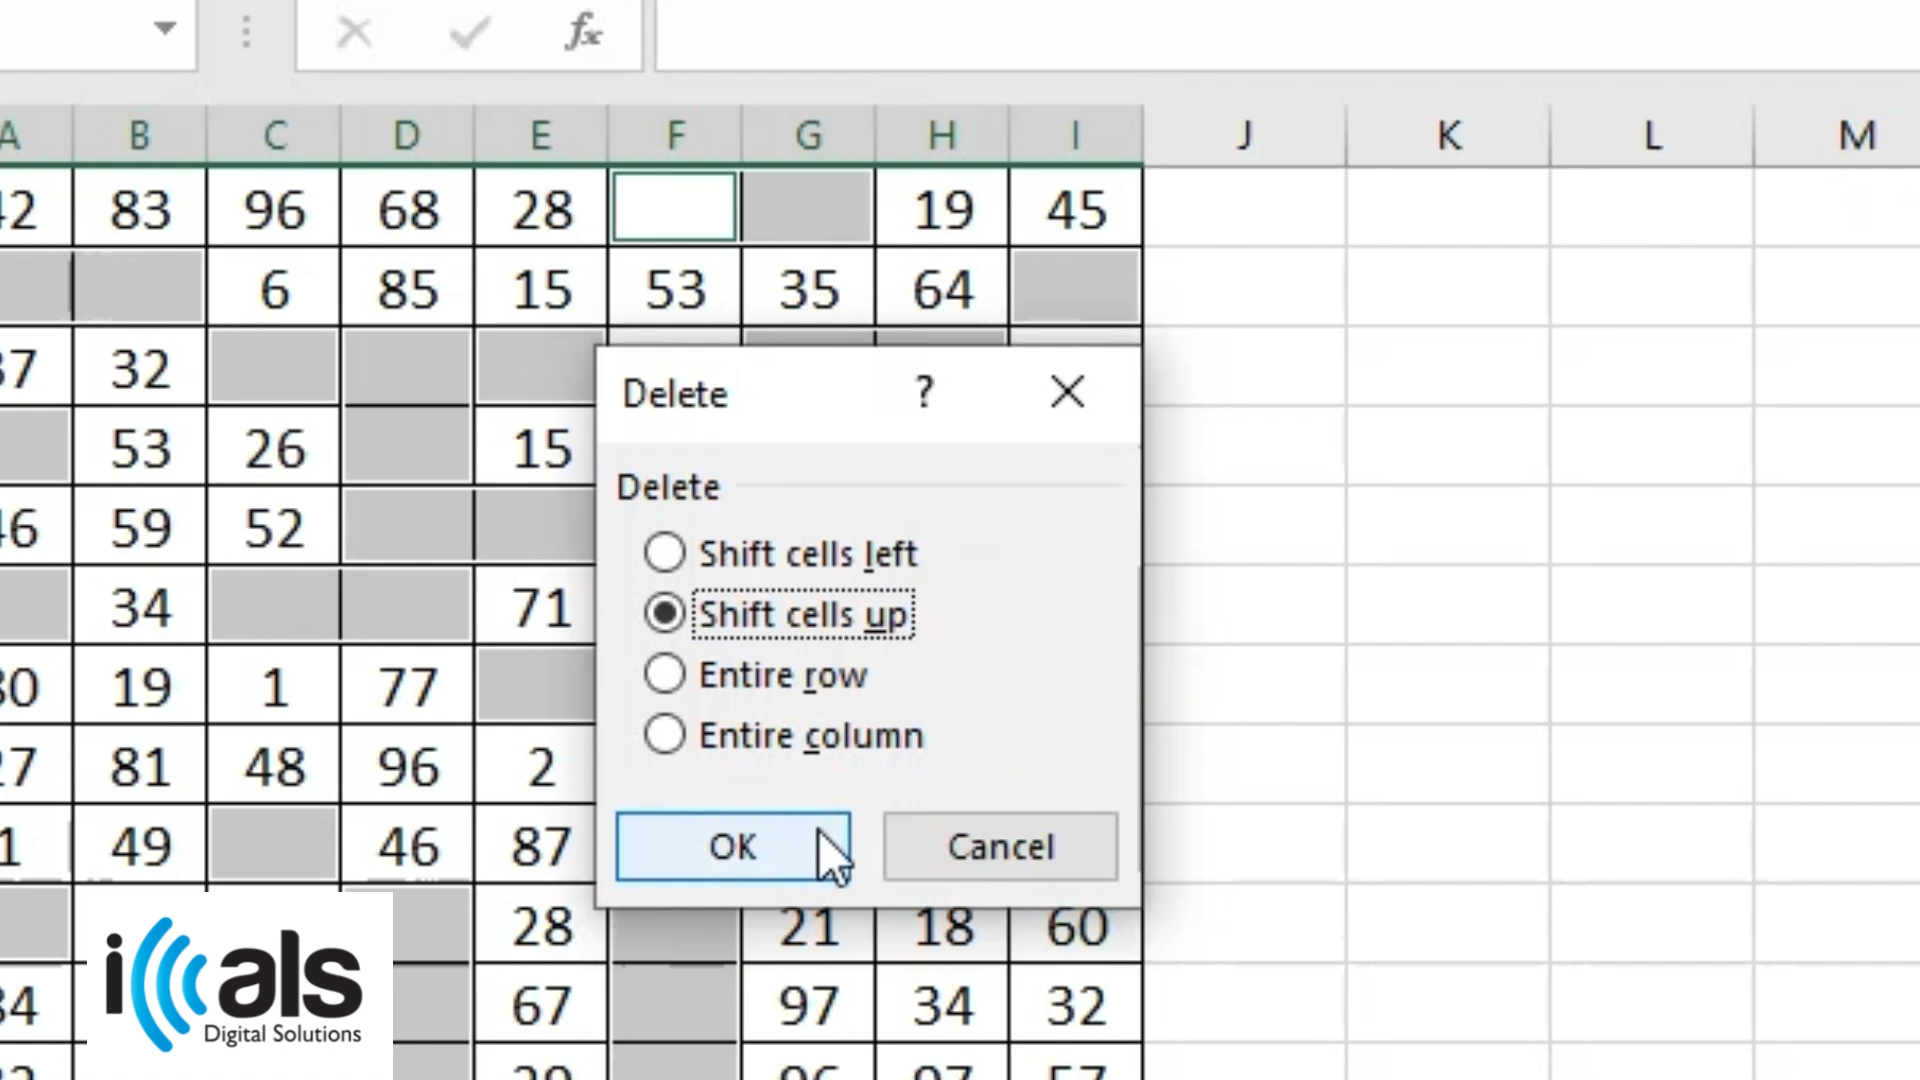 fx
A B C D E F G H I J K L M
83 96 68 28 19 45
6 85 15 53 35 64
32
53 26 15
59 52
34 71
19 1 77
81 48 96 2
49 46 87
28 21 18 60
67 97 34 32
Delete ?
Delete
Shift cells left
Shift cells up
Entire row
Entire column
OK Cancel
icals
Digital Solutions